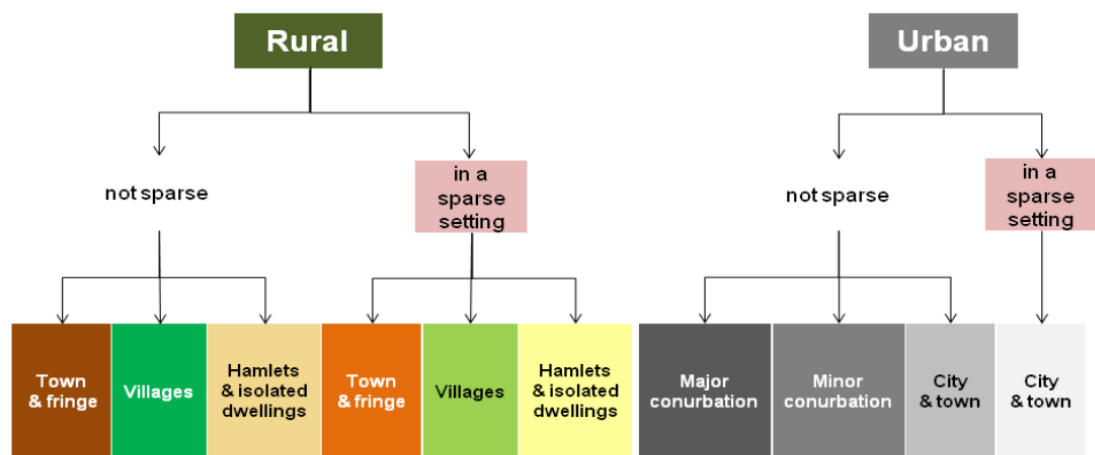 Rural
Urban
not sparse
in a
sparse
setting
not sparse
in a
sparse
setting
Town
& fringe
Villages
Hamlets
& isolated
dwellings
Town
& fringe
Villages
Hamlets
& isolated
dwellings
Major
conurbation
Minor
conurbation
City
& town
City
& town